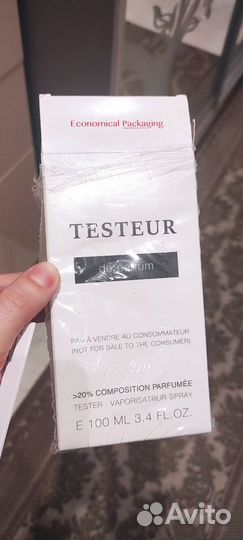 Economical Packaging
TESTEUR
de parfum
PAS À VENDRE AU CONSOMMATEUR
(NOT FOR SALE TO THE CONSUMER)
>20% COMPOSITION PARFUMÉE
TESTER VAPORISATRUR SPRAY
E 100 ML 3.4 FL.OZ.
Avito